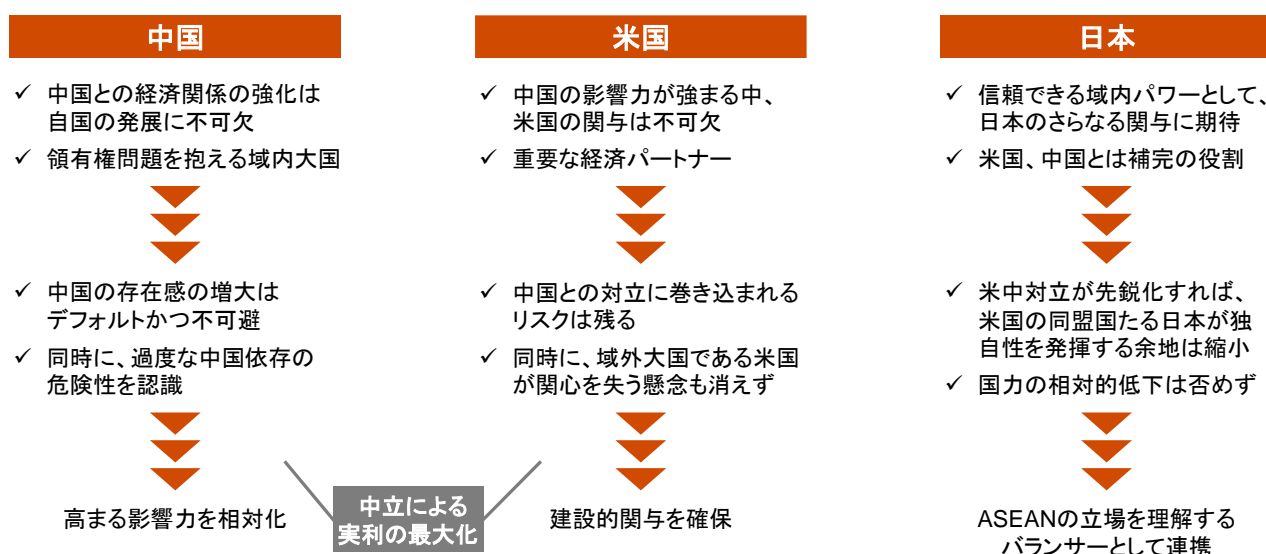 中国
✓ 中国との経済関係の強化は
自国の発展に不可欠
✓ 領有権問題を抱える域内大国
✓ 中国の存在感の増大は
デフォルトかつ不可避
✓ 同時に、過度な中国依存の
危険性を認識
高まる影響力を相対化
米国
✓ 中国の影響力が強まる中、
米国の関与は不可欠
✓ 重要な経済パートナー
✓ 中国との対立に巻き込まれる
リスクは残る
✓ 同時に、域外大国である米国
が関心を失う懸念も消えず
建設的関与を確保
中立による
実利の最大化
日本
✓ 信頼できる域内パワーとして、
日本のさらなる関与に期待
✓ 米国、中国とは補完の役割
✓ 米中対立が先鋭化すれば、
米国の同盟国たる日本が独
自性を発揮する余地は縮小
✓ 国力の相対的低下は否めず
ASEANの立場を理解する
バランサーとして連携